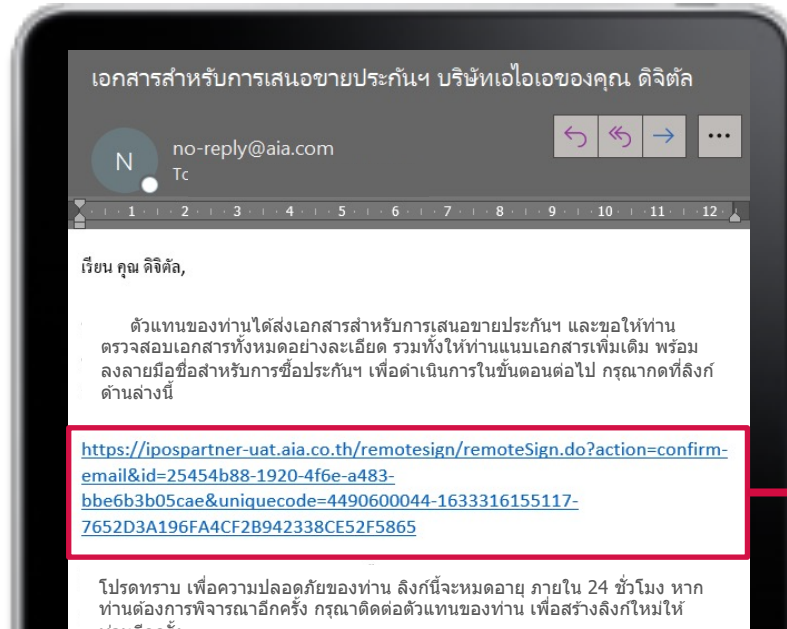 เอกสารสำหรับการเสนอขายประกันฯ บริษัทเอไอเอของคุณ ดิจิตัล
N
no-reply@aia.com
Tc
1 2 3 4 5 6 7 8 9 10 11 12
เรียน คุณ ดิจิตัล,
ตัวแทนของท่านได้ส่งเอกสารสำหรับการเสนอขายประกันฯ และขอให้ท่าน
ตรวจสอบเอกสารทั้งหมดอย่างละเอียด รวมทั้งให้ท่านแนบเอกสารเพิ่มเติม พร้อม
ลงลายมือชื่อสำหรับการซื้อประกันฯ เพื่อดำเนินการในขั้นตอนต่อไป กรุณากดที่ลิงก์
ด้านล่างนี้
https://ipospartner-uat.aia.co.th/remotesign/remoteSign.do?action=confirm-
email&id=25454b88-1920-4f6e-a483-
bbe6b3b05cae&uniquecode=4490600044-1633316155117-
7652D3A196FA4CF2B942338CE52F5865
โปรดทราบ เพื่อความปลอดภัยของท่าน ลิงก์นี้จะหมดอายุ ภายใน 24 ชั่วโมง หาก
ท่านต้องการพิจารณาอีกครั้ง กรุณาติดต่อตัวแทนของท่าน เพื่อสร้างลิงก์ใหม่ให้